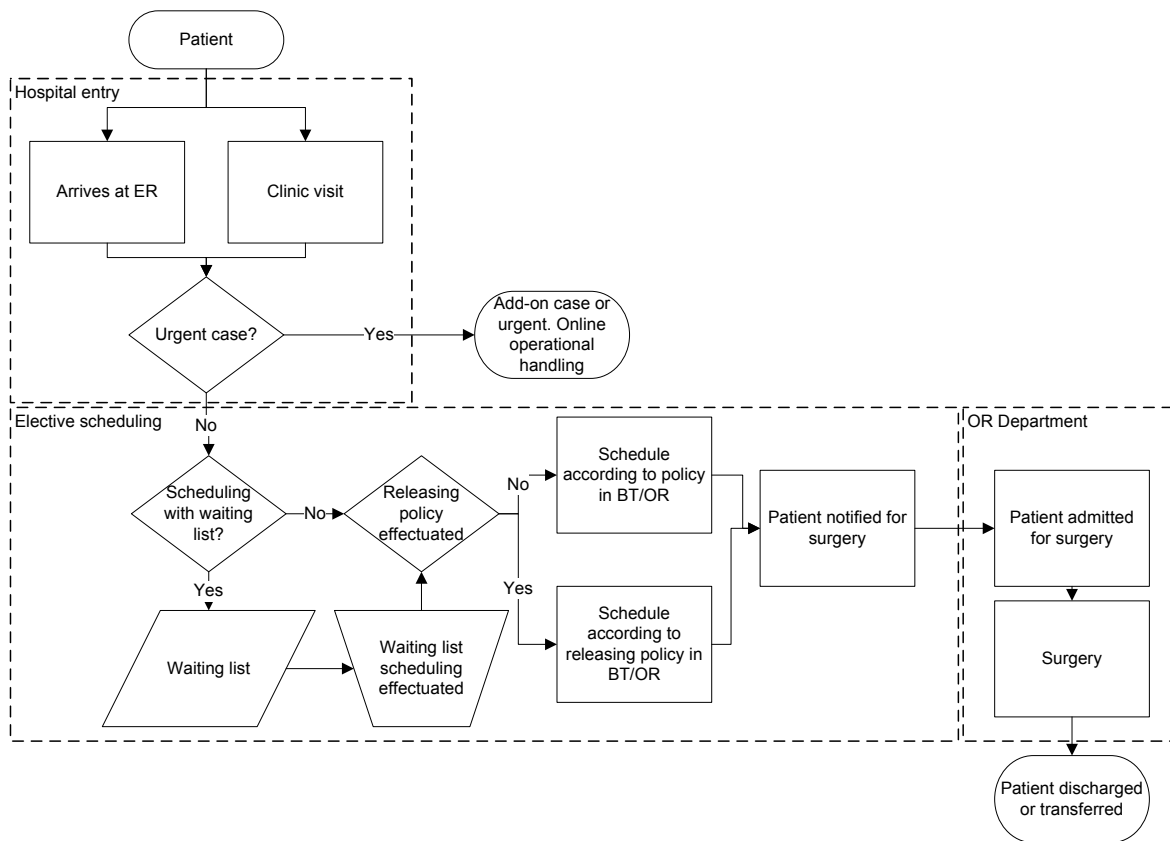 Patient
Hospital entry
Arrives at ER
Clinic visit
Urgent case?
Yes
Add-on case or
urgent. Online
operational
handling
No
Elective scheduling
Scheduling
with waiting
list?
No
Releasing
policy
effectuated
No
Yes
Schedule
according to policy
in BT/OR
Schedule
according to
releasing policy in
BT/OR
Patient notified for
surgery
Yes
Waiting list
Waiting list
scheduling
effectuated
OR Department
Patient admitted
for surgery
Surgery
Patient discharged
or transferred